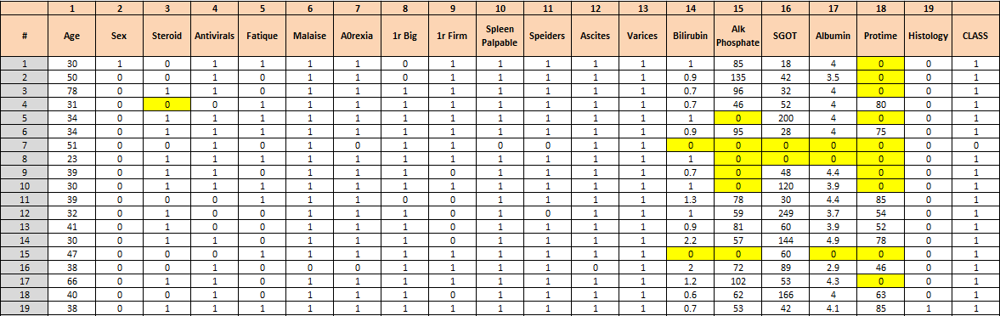 1 2 3 4 5 6 7 8 9 10 11 12 13 14 15 16 17 18 19
# Age Sex Steroid Antivirals Fatique Malaise A0rexia 1r Big 1r Firm Spleen Palpable Speiders Ascites Varices Bilirubin Alk Phosphate SGOT Albumin Protime Histology CLASS
1 30 1 0 1 1 1 1 0 1 1 1 1 1 1 85 18 4 0 0 1
2 50 0 0 1 0 1 1 0 1 1 1 1 1 0.9 135 42 3.5 0 0 1
3 78 0 1 1 0 1 1 1 1 1 1 1 1 0.7 96 32 4 0 0 1
4 31 0 0 0 1 1 1 1 1 1 1 1 1 0.7 46 52 4 80 0 1
5 34 0 1 1 1 1 1 1 1 1 1 1 1 1 0 200 4 0 0 1
6 34 0 1 1 1 1 1 1 1 1 1 1 1 0.9 95 28 4 75 0 1
7 51 0 0 1 0 1 0 1 1 0 0 1 1 0 0 0 0 0 0 0
8 23 0 1 1 1 1 1 1 1 1 1 1 1 1 0 0 0 0 0 1
9 39 0 1 1 0 1 1 1 0 1 1 1 1 0.7 0 48 4.4 0 0 1
10 30 0 1 1 1 1 1 1 0 1 1 1 1 1 0 120 3.9 0 0 1
11 39 0 0 0 1 1 1 0 0 1 1 1 1 1.3 78 30 4.4 85 0 1
12 32 0 1 0 0 1 1 1 0 1 0 1 1 1 59 249 3.7 54 0 1
13 41 0 1 0 0 1 1 1 0 1 1 1 1 0.9 81 60 3.9 52 0 1
14 30 0 1 0 0 1 1 1 0 1 1 1 1 2.2 57 144 4.9 78 0 1
15 47 0 0 0 1 1 1 1 1 1 1 1 1 0 0 60 0 0 0 1
16 38 0 0 1 0 0 0 1 1 1 1 0 1 2 72 89 2.9 46 0 1
17 66 0 1 1 0 1 1 1 1 1 1 1 1 1.2 102 53 4.3 0 0 1
18 40 0 0 1 0 1 1 1 0 1 1 1 1 0.6 62 166 4 63 0 1
19 38 0 1 1 1 1 1 1 1 1 1 1 1 0.7 53 42 4.1 85 1 1